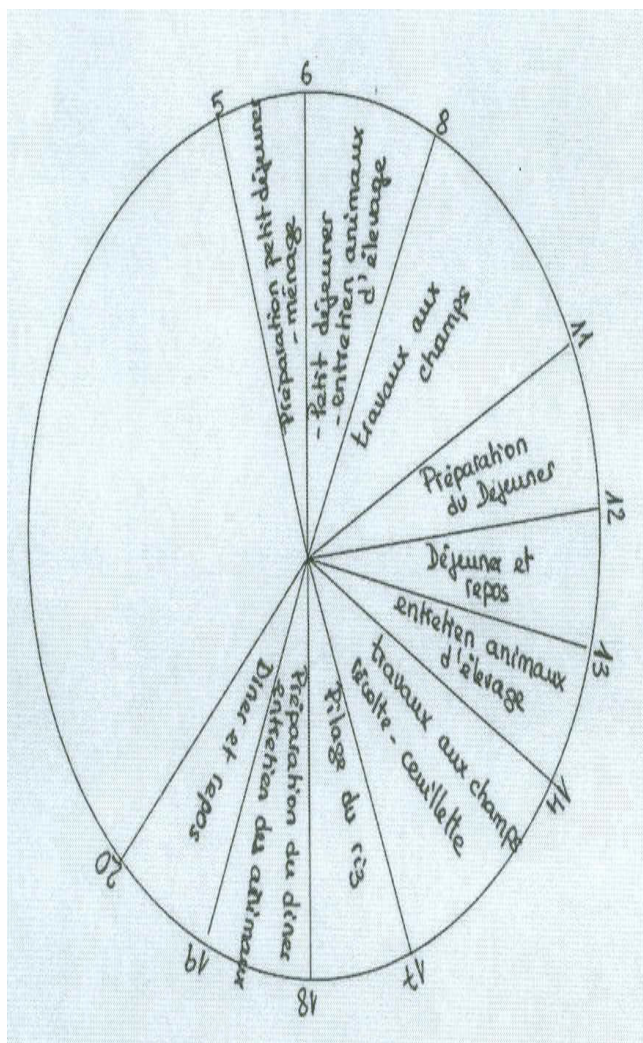 5
Préparation petit déjeuner
- ménage
6
- Petit déjeuner
- entretien animaux
d'élevage
8
travaux aux
champs
11
Préparation
du Déjeuner
12
Déjeuner et
repos
13
entretien animaux
d'élevage
14
travaux aux champs
récolte - ceuillette
17
Pilage du riz
18
Préparation du diner
entretien des animaux
19
Diner et repos
20